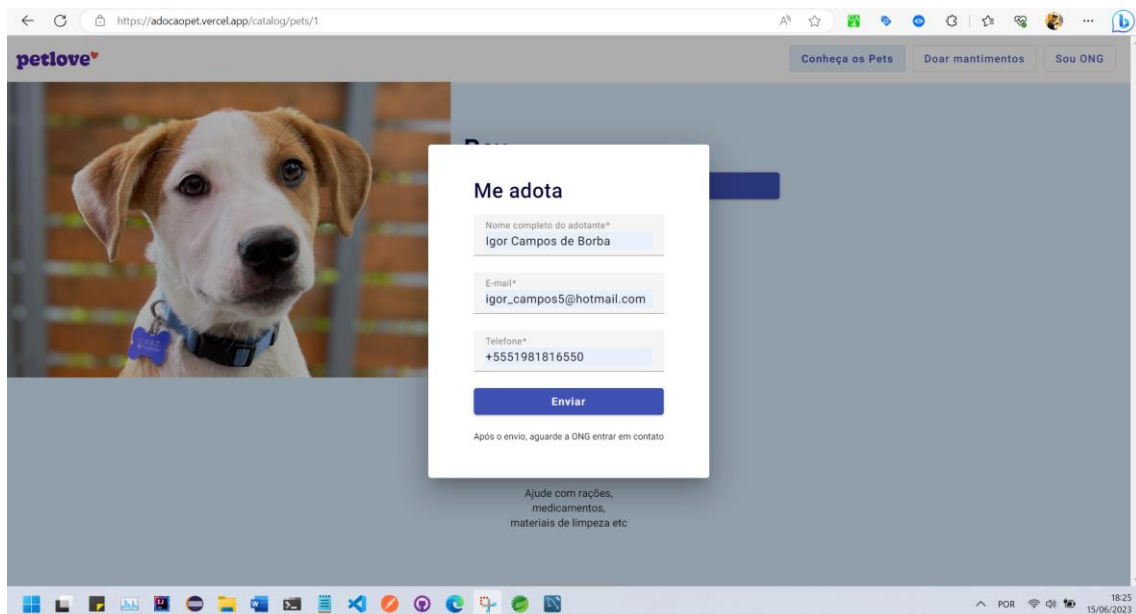 https://adocaopet.vercel.app/catalog/pets/1
petlove
Conheça os Pets
Doar mantimentos
Sou ONG
Me adota
Nome completo do adotante*
Igor Campos de Borba
E-mail*
igor_campos5@hotmail.com
Telefone*
+5551981816550
Enviar
Após o envio, aguarde a ONG entrar em contato
Ajude com rações,
medicamentos,
materiais de limpeza etc
POR
18:25
15/06/2023